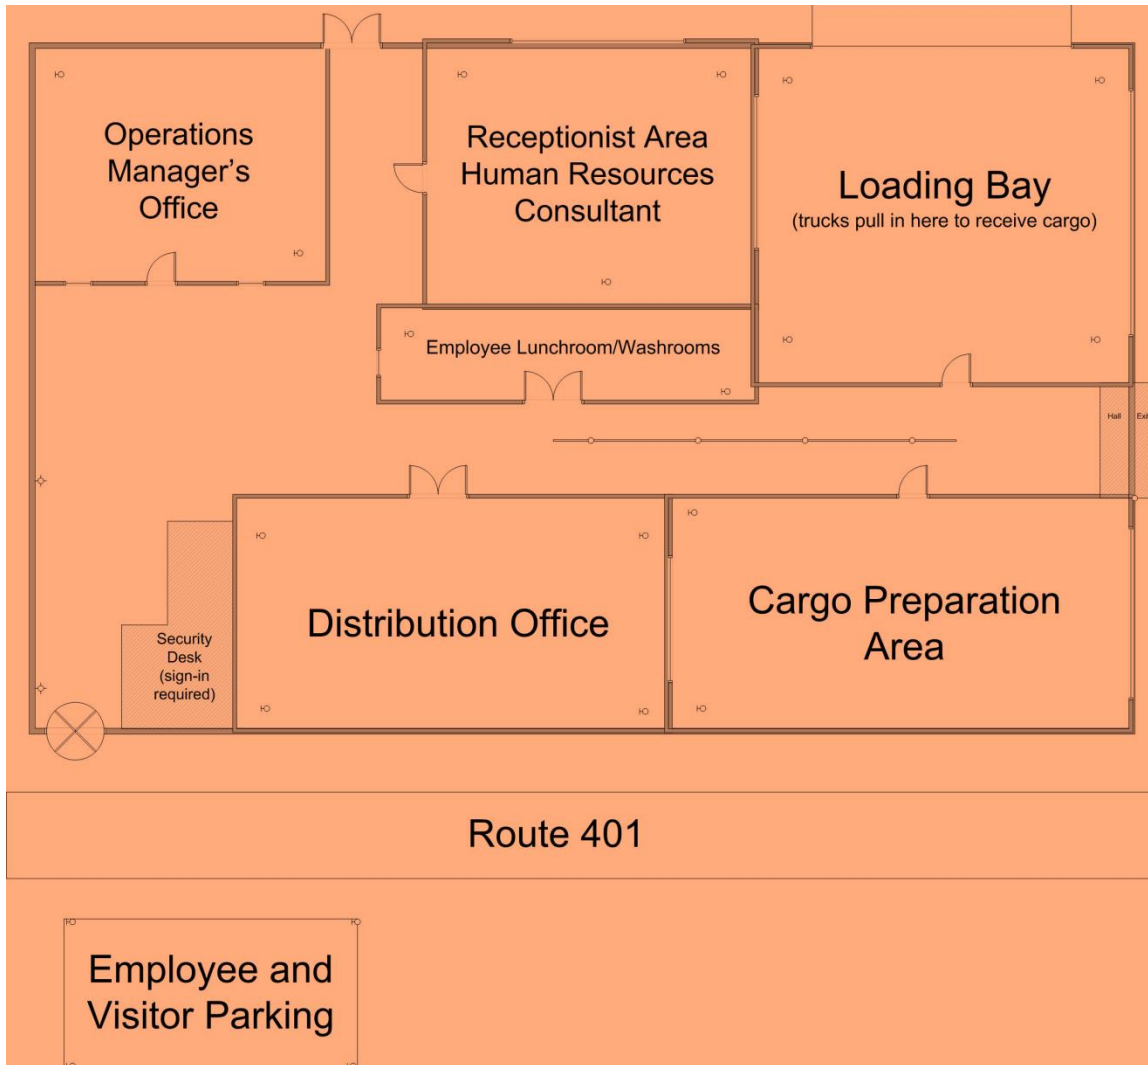 Operations
Manager’s
Office
Receptionist Area
Human Resources
Consultant
Loading Bay
(trucks pull in here to receive cargo)
Employee Lunchroom/Washrooms
Hall
Exit
Security
Desk
(sign-in
required)
Distribution Office
Cargo Preparation
Area
Route 401
Employee and
Visitor Parking